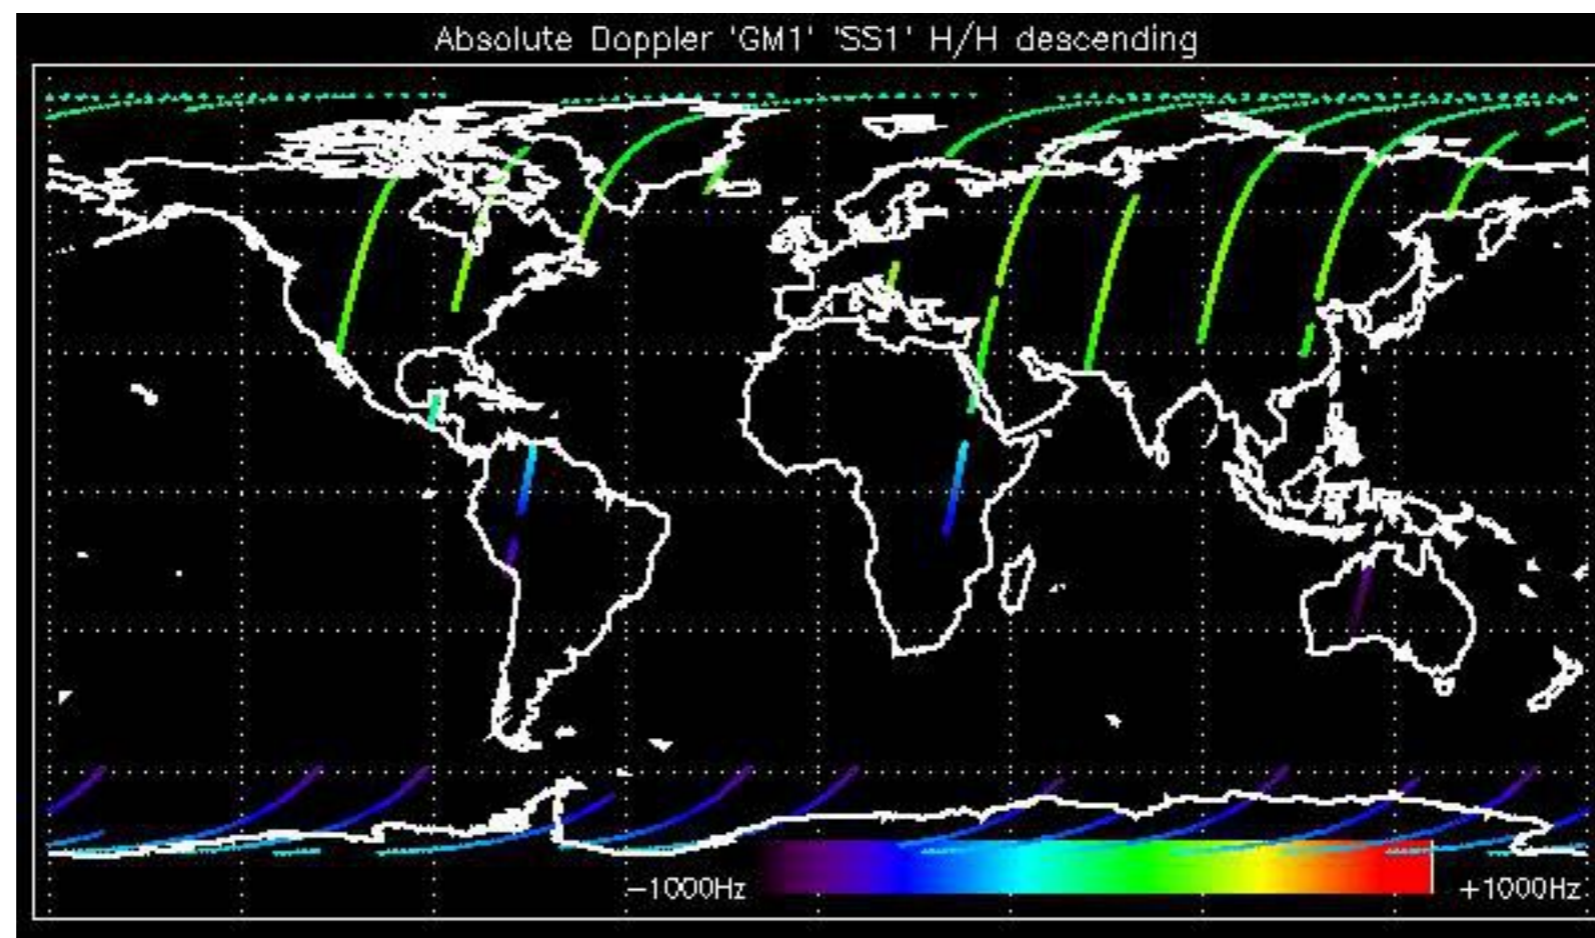 Absolute Doppler 'GM1' 'SS1' H/H descending
−1000Hz
+1000Hz